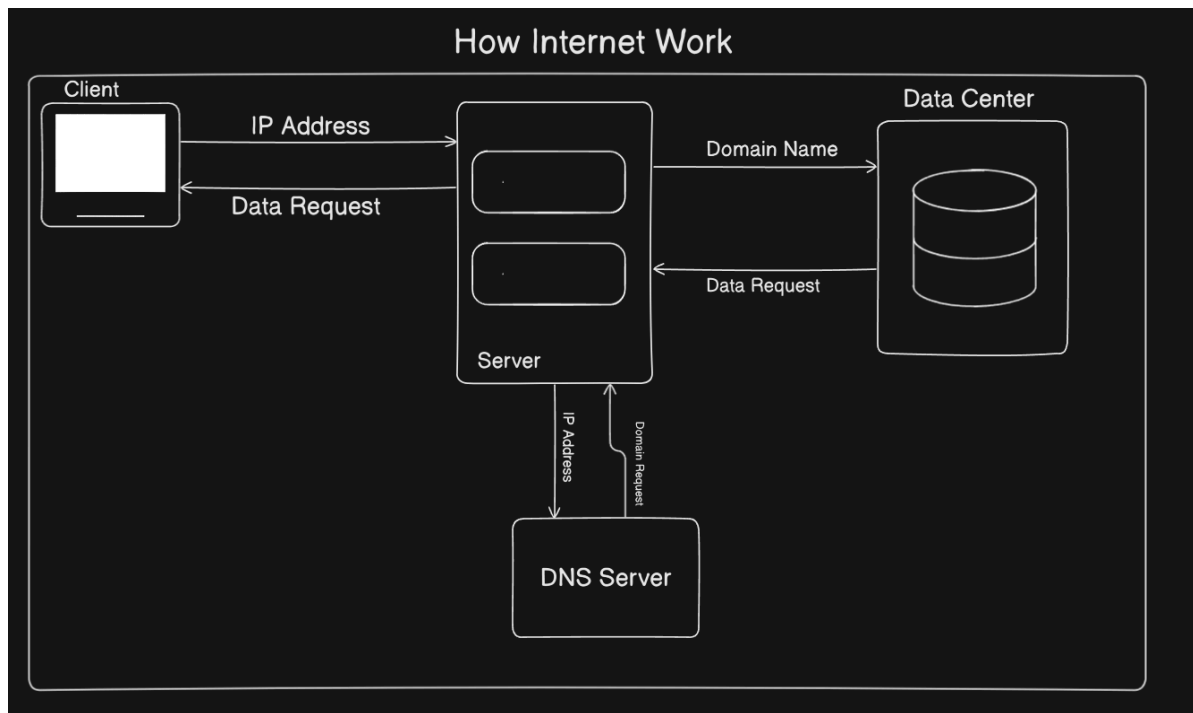 How Internet Work
Client
Data Center
IP Address
Domain Name
Data Request
Data Request
Server
IP Address
Domain Request
DNS Server